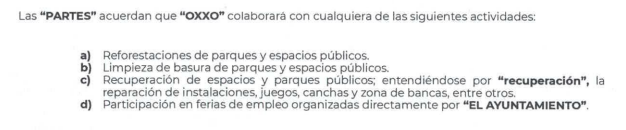 Las “PARTES” acuerdan que “OXXO” colaborará con cualquiera de las siguientes actividades:
a) Reforestaciones de parques y espacios públicos.
b) Limpieza de basura de parques y espacios públicos.
c) Recuperación de espacios y parques públicos; entendiéndose por “recuperación”, la
reparación de instalaciones, juegos, canchas y zona de bancas, entre otros.
d) Participación en ferias de empleo organizadas directamente por “EL AYUNTAMIENTO”.